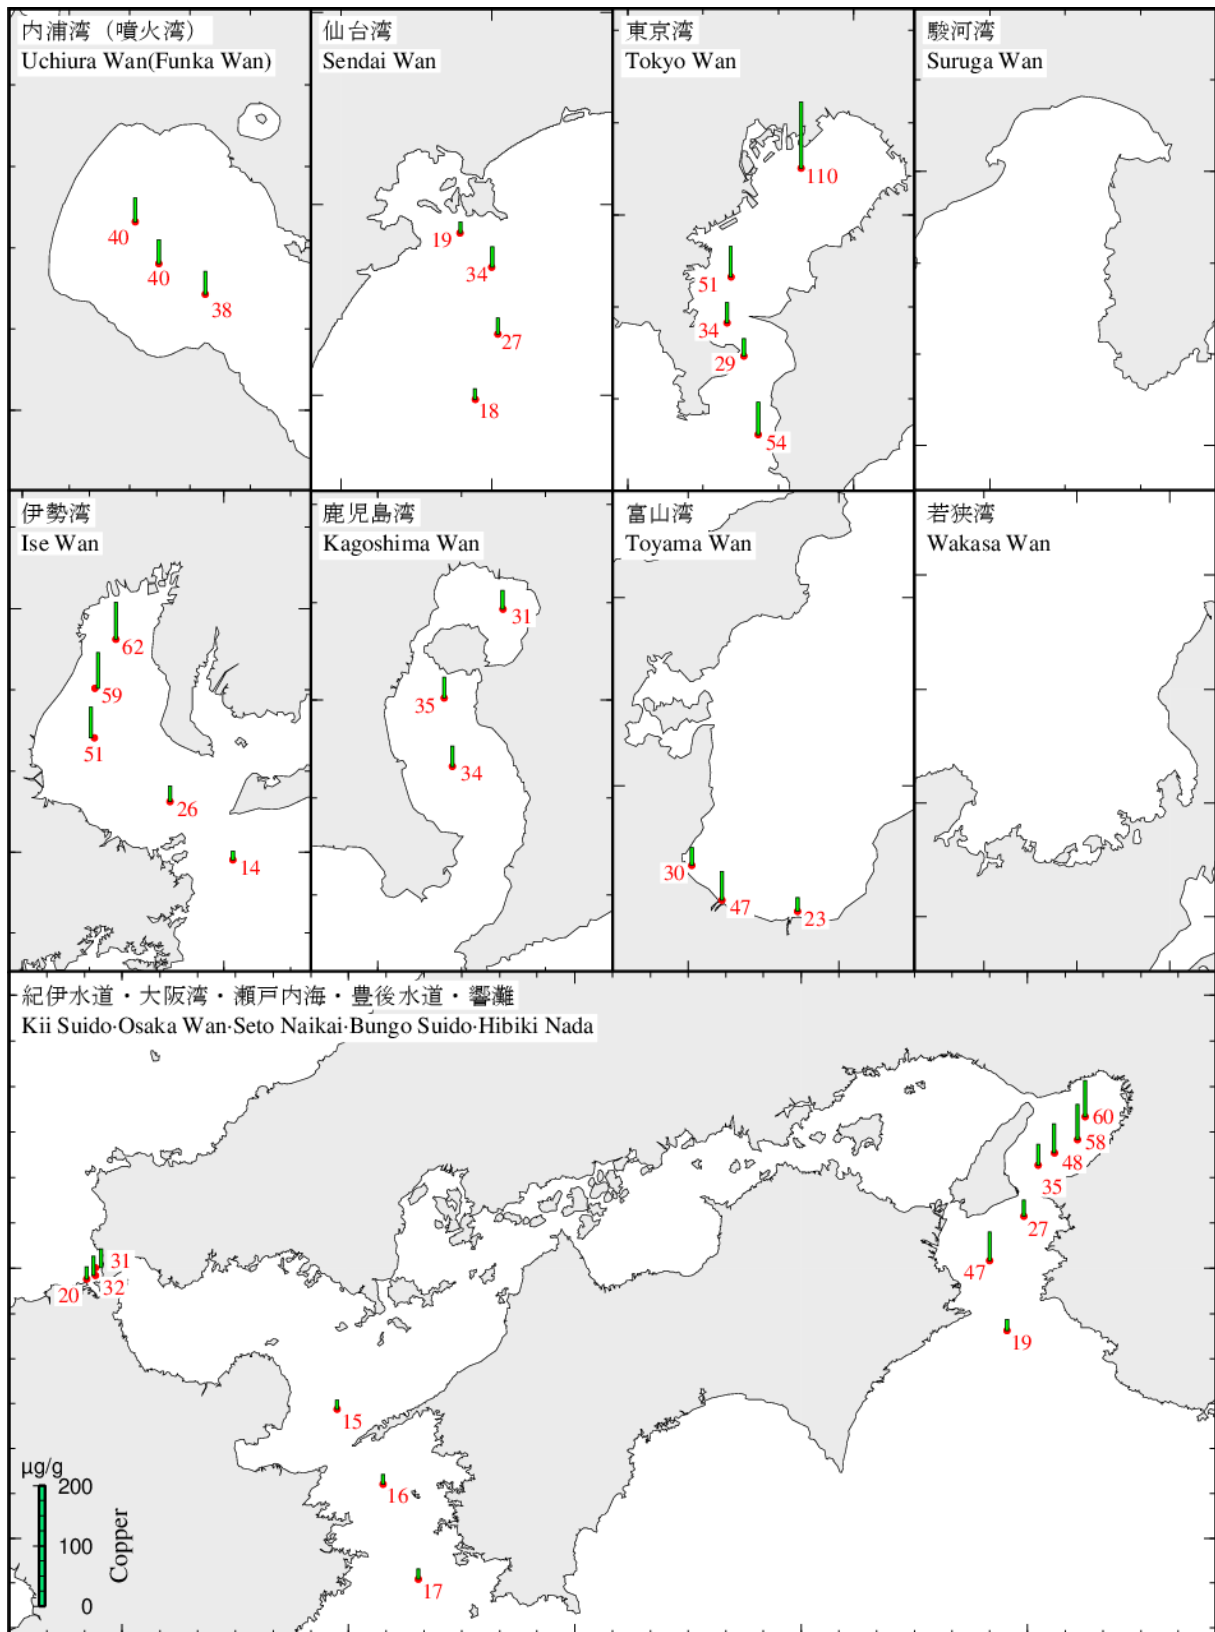 内浦湾（噴火湾）
Uchiura Wan(Funka Wan)
40
40
38
仙台湾
Sendai Wan
19
34
27
18
東京湾
Tokyo Wan
110
51
34
29
54
駿河湾
Suruga Wan
伊勢湾
Ise Wan
62
59
51
26
14
鹿児島湾
Kagoshima Wan
31
35
34
富山湾
Toyama Wan
30
47
23
若狭湾
Wakasa Wan
紀伊水道・大阪湾・瀬戸内海・豊後水道・響灘
Kii Suido·Osaka Wan·Seto Naikai·Bungo Suido·Hibiki Nada
60
58
48
35
27
47
19
31
32
20
15
16
17
μg/g
200
100
0
Copper